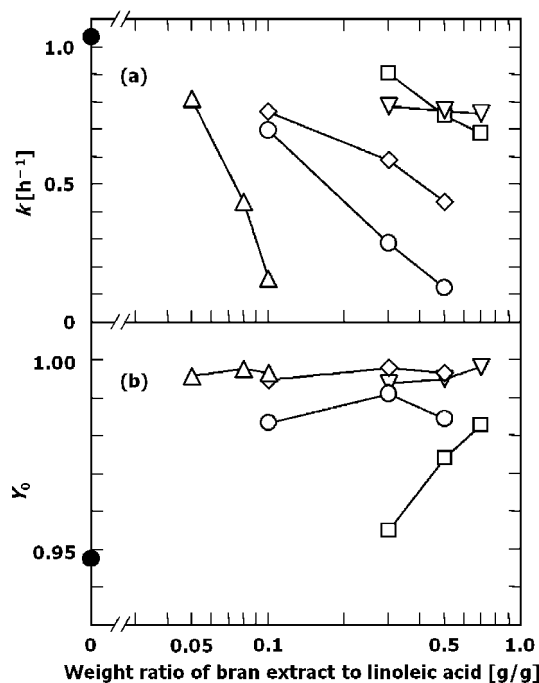 1.0
(a)
0.5
k [h⁻¹]
0
1.00
(b)
Y₀
0.95
0 0.05 0.1 0.5 1.0
Weight ratio of bran extract to linoleic acid [g/g]